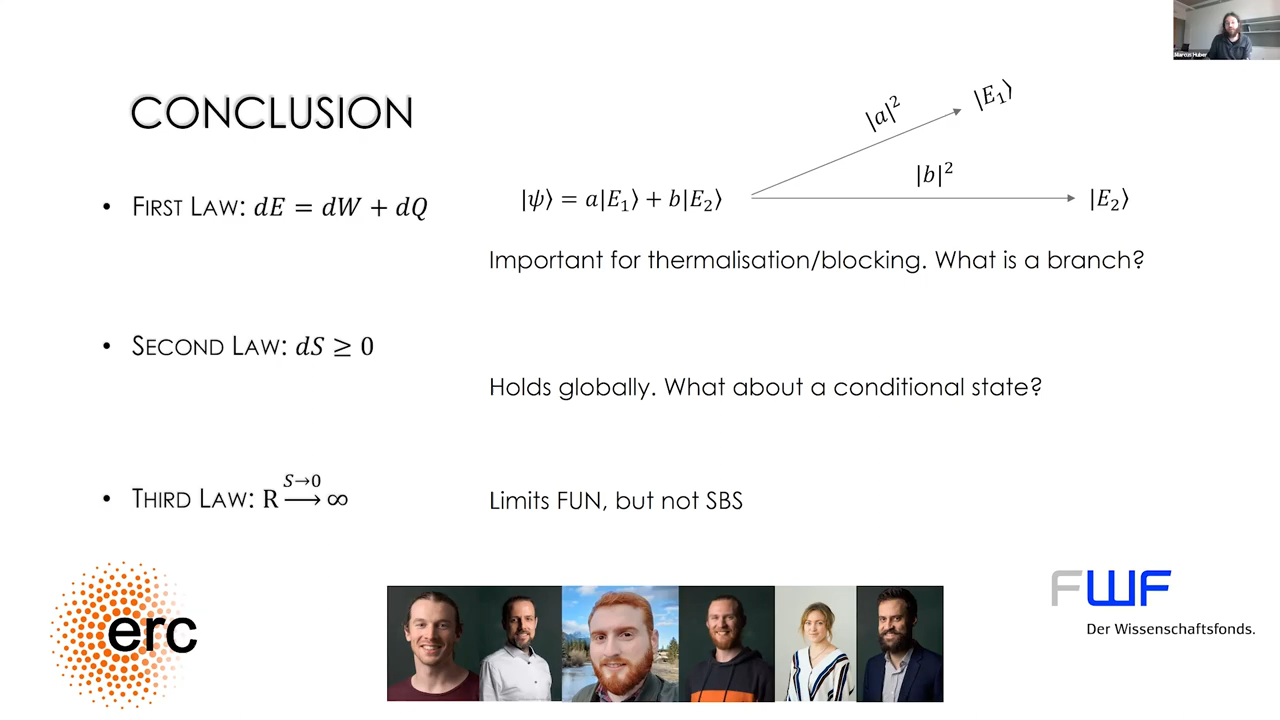 Marcus Huber
CONCLUSION
|a|²
|E₁⟩
|b|²
• FIRST LAW: dE = dW + dQ
|ψ⟩ = a|E₁⟩ + b|E₂⟩
|E₂⟩
Important for thermalisation/blocking. What is a branch?
• SECOND LAW: dS ≥ 0
Holds globally. What about a conditional state?
S→0
• THIRD LAW: R ⟶ ∞
Limits FUN, but not SBS
erc
FWF
Der Wissenschaftsfonds.